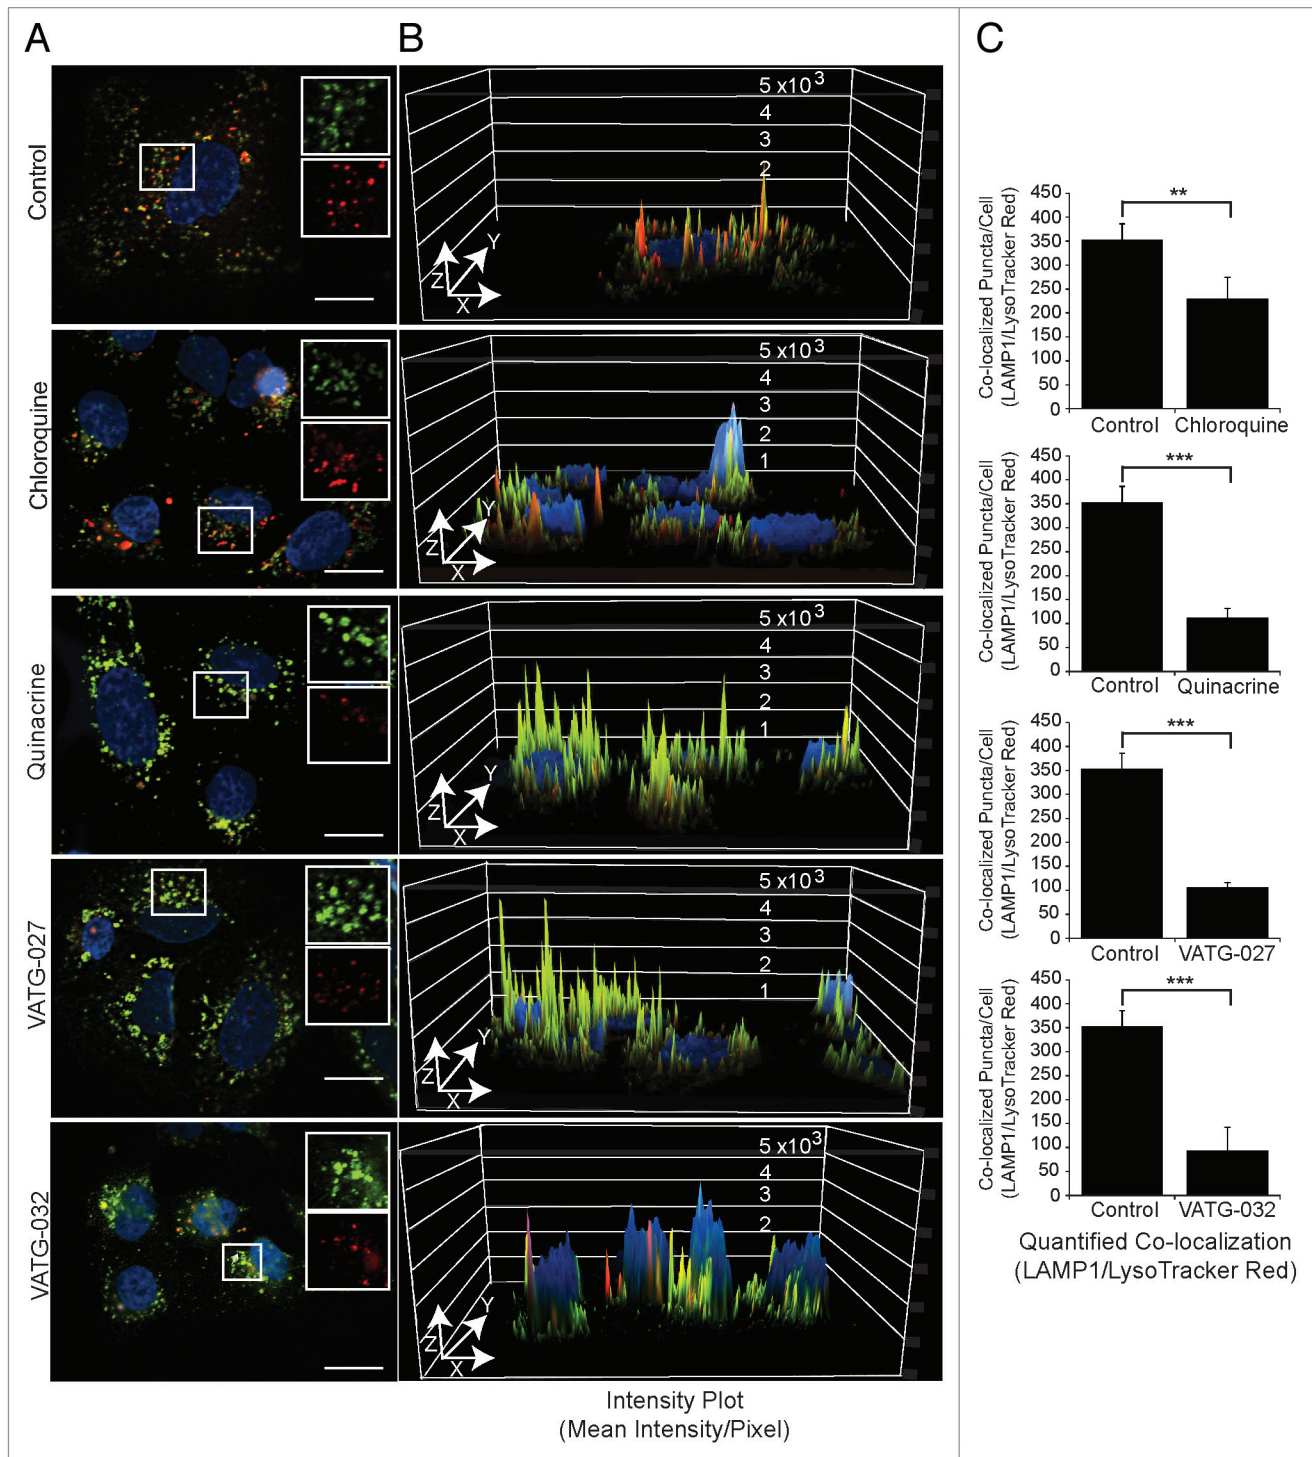 A
B
C
Control
5 x10³
4
3
2
Z
Y
X
Chloroquine
5 x10³
4
3
2
1
Z
Y
X
Quinacrine
5 x10³
4
3
2
1
Z
Y
X
VATG-027
5 x10³
4
3
2
1
Z
Y
X
VATG-032
5 x10³
4
3
2
Z
Y
X
Intensity Plot
(Mean Intensity/Pixel)
Co-localized Puncta/Cell
(LAMP1/LysoTracker Red)
450
400
350
300
250
200
150
100
50
0
**
Control Chloroquine
Co-localized Puncta/Cell
(LAMP1/LysoTracker Red)
450
400
350
300
250
200
150
100
50
0
***
Control Quinacrine
Co-localized Puncta/Cell
(LAMP1/LysoTracker Red)
450
400
350
300
250
200
150
100
50
0
***
Control VATG-027
Co-localized Puncta/Cell
(LAMP1/LysoTracker Red)
450
400
350
300
250
200
150
100
50
0
***
Control VATG-032
Quantified Co-localization
(LAMP1/LysoTracker Red)